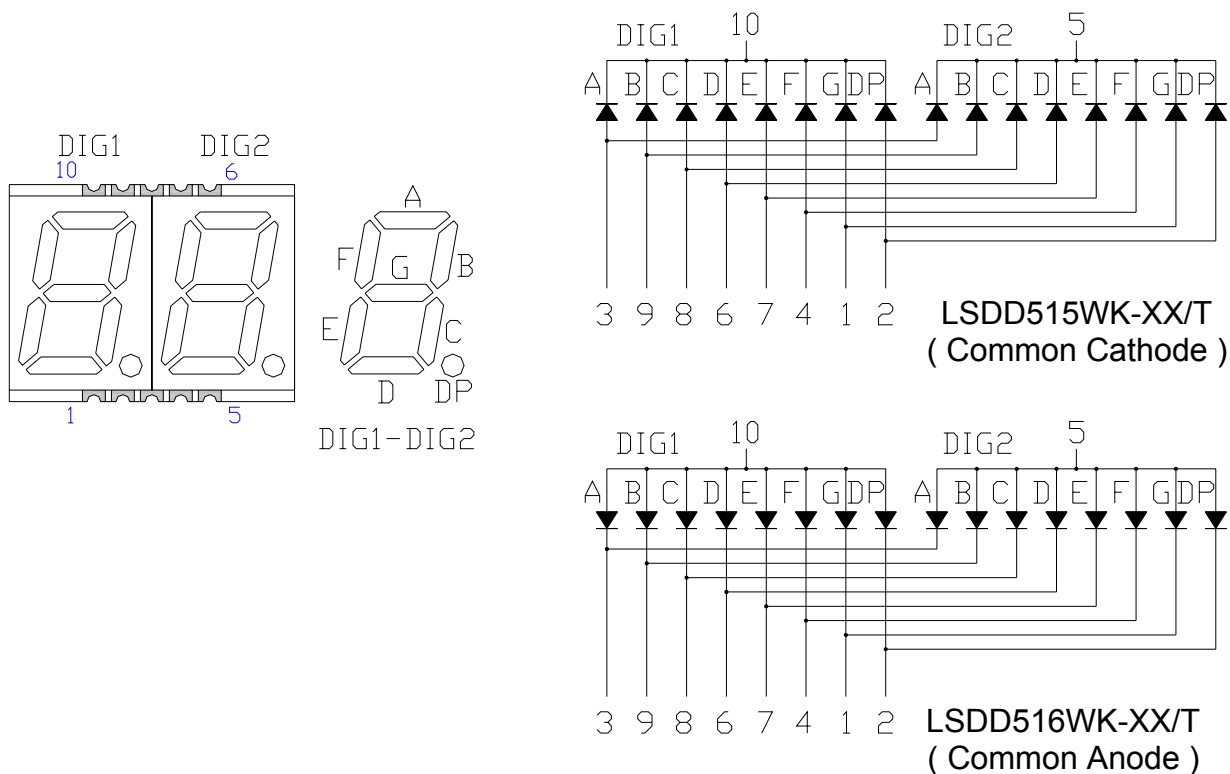 DIG1 DIG2
10 6
A
F G B
E C
D DP
1 5
DIG1-DIG2
DIG1 10 DIG2 5
A B C D E F G DP A B C D E F G DP
3 9 8 6 7 4 1 2
LSDD515WK-XX/T
( Common Cathode )
DIG1 10 DIG2 5
A B C D E F G DP A B C D E F G DP
3 9 8 6 7 4 1 2
LSDD516WK-XX/T
( Common Anode )